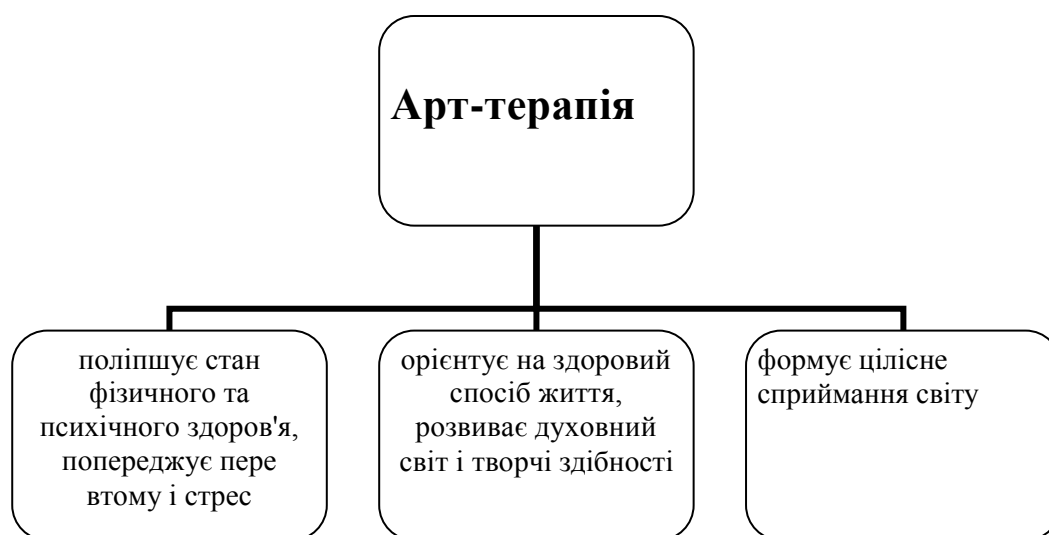 Арт-терапія
поліпшує стан
фізичного та
психічного здоров'я,
попереджує пере
втому і стрес
орієнтує на здоровий
спосіб життя,
розвиває духовний
світ і творчі здібності
формує цілісне
сприймання світу